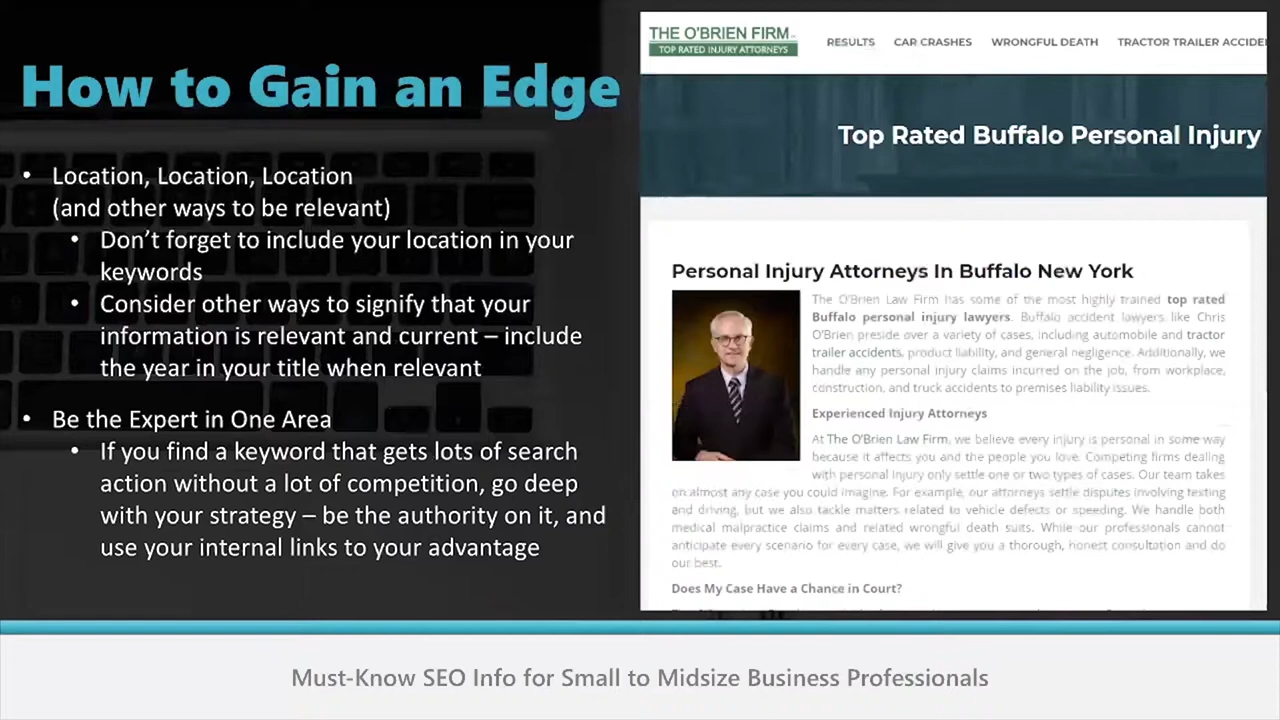 How to Gain an Edge
• Location, Location, Location
(and other ways to be relevant)
• Don’t forget to include your location in your
keywords
• Consider other ways to signify that your
information is relevant and current – include
the year in your title when relevant
• Be the Expert in One Area
• If you find a keyword that gets lots of search
action without a lot of competition, go deep
with your strategy – be the authority on it, and
use your internal links to your advantage
THE O'BRIEN FIRM
TOP RATED INJURY ATTORNEYS
RESULTS CAR CRASHES WRONGFUL DEATH TRACTOR TRAILER ACCIDE
Top Rated Buffalo Personal Injury
Personal Injury Attorneys In Buffalo New York
The O'Brien Law Firm has some of the most highly trained top rated
Buffalo personal injury lawyers. Buffalo accident lawyers like Chris
O'Brien preside over a variety of cases, including automobile and tractor
trailer accidents, product liability, and general negligence. Additionally, we
handle any personal injury claims incurred on the job, from workplace,
construction, and truck accidents to premises liability issues.
Experienced Injury Attorneys
At The O'Brien Law Firm, we believe every injury is personal in some way
because it affects you and the people you love. Competing firms dealing
with personal injury only settle one or two types of cases. Our team takes
on almost any case you could imagine. For example, our attorneys settle disputes involving texting
and driving, but we also tackle matters related to vehicle defects or speeding. We handle both
medical malpractice claims and related wrongful death suits. While our professionals cannot
anticipate every scenario for every case, we will give you a thorough, honest consultation and do
our best.
Does My Case Have a Chance in Court?
Must-Know SEO Info for Small to Midsize Business Professionals